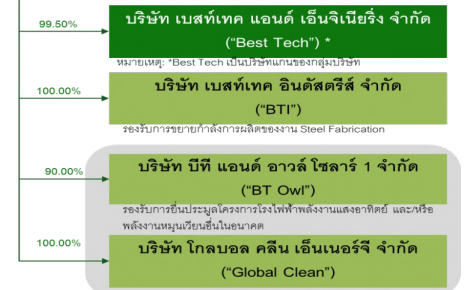 99.50%
บริษัท เบสท์เทค แอนด์ เอ็นจิเนียริ่ง จำกัด
("Best Tech") *
หมายเหตุ: *Best Tech เป็นบริษัทแกนของกลุ่มบริษัท
100.00%
บริษัท เบสท์เทค อินดัสตรีส์ จำกัด
("BTI")
รองรับการขยายกำลังการผลิตของงาน Steel Fabrication
90.00%
บริษัท บีที แอนด์ อาวล์ โซลาร์ 1 จำกัด
("BT Owl")
รองรับการยื่นประมูลโครงการโรงไฟฟ้าพลังงานแสงอาทิตย์ และ/หรือ
พลังงานหมุนเวียนอื่นในอนาคต
100.00%
บริษัท โกลบอล คลีน เอ็นเนอร์จี จำกัด
("Global Clean")